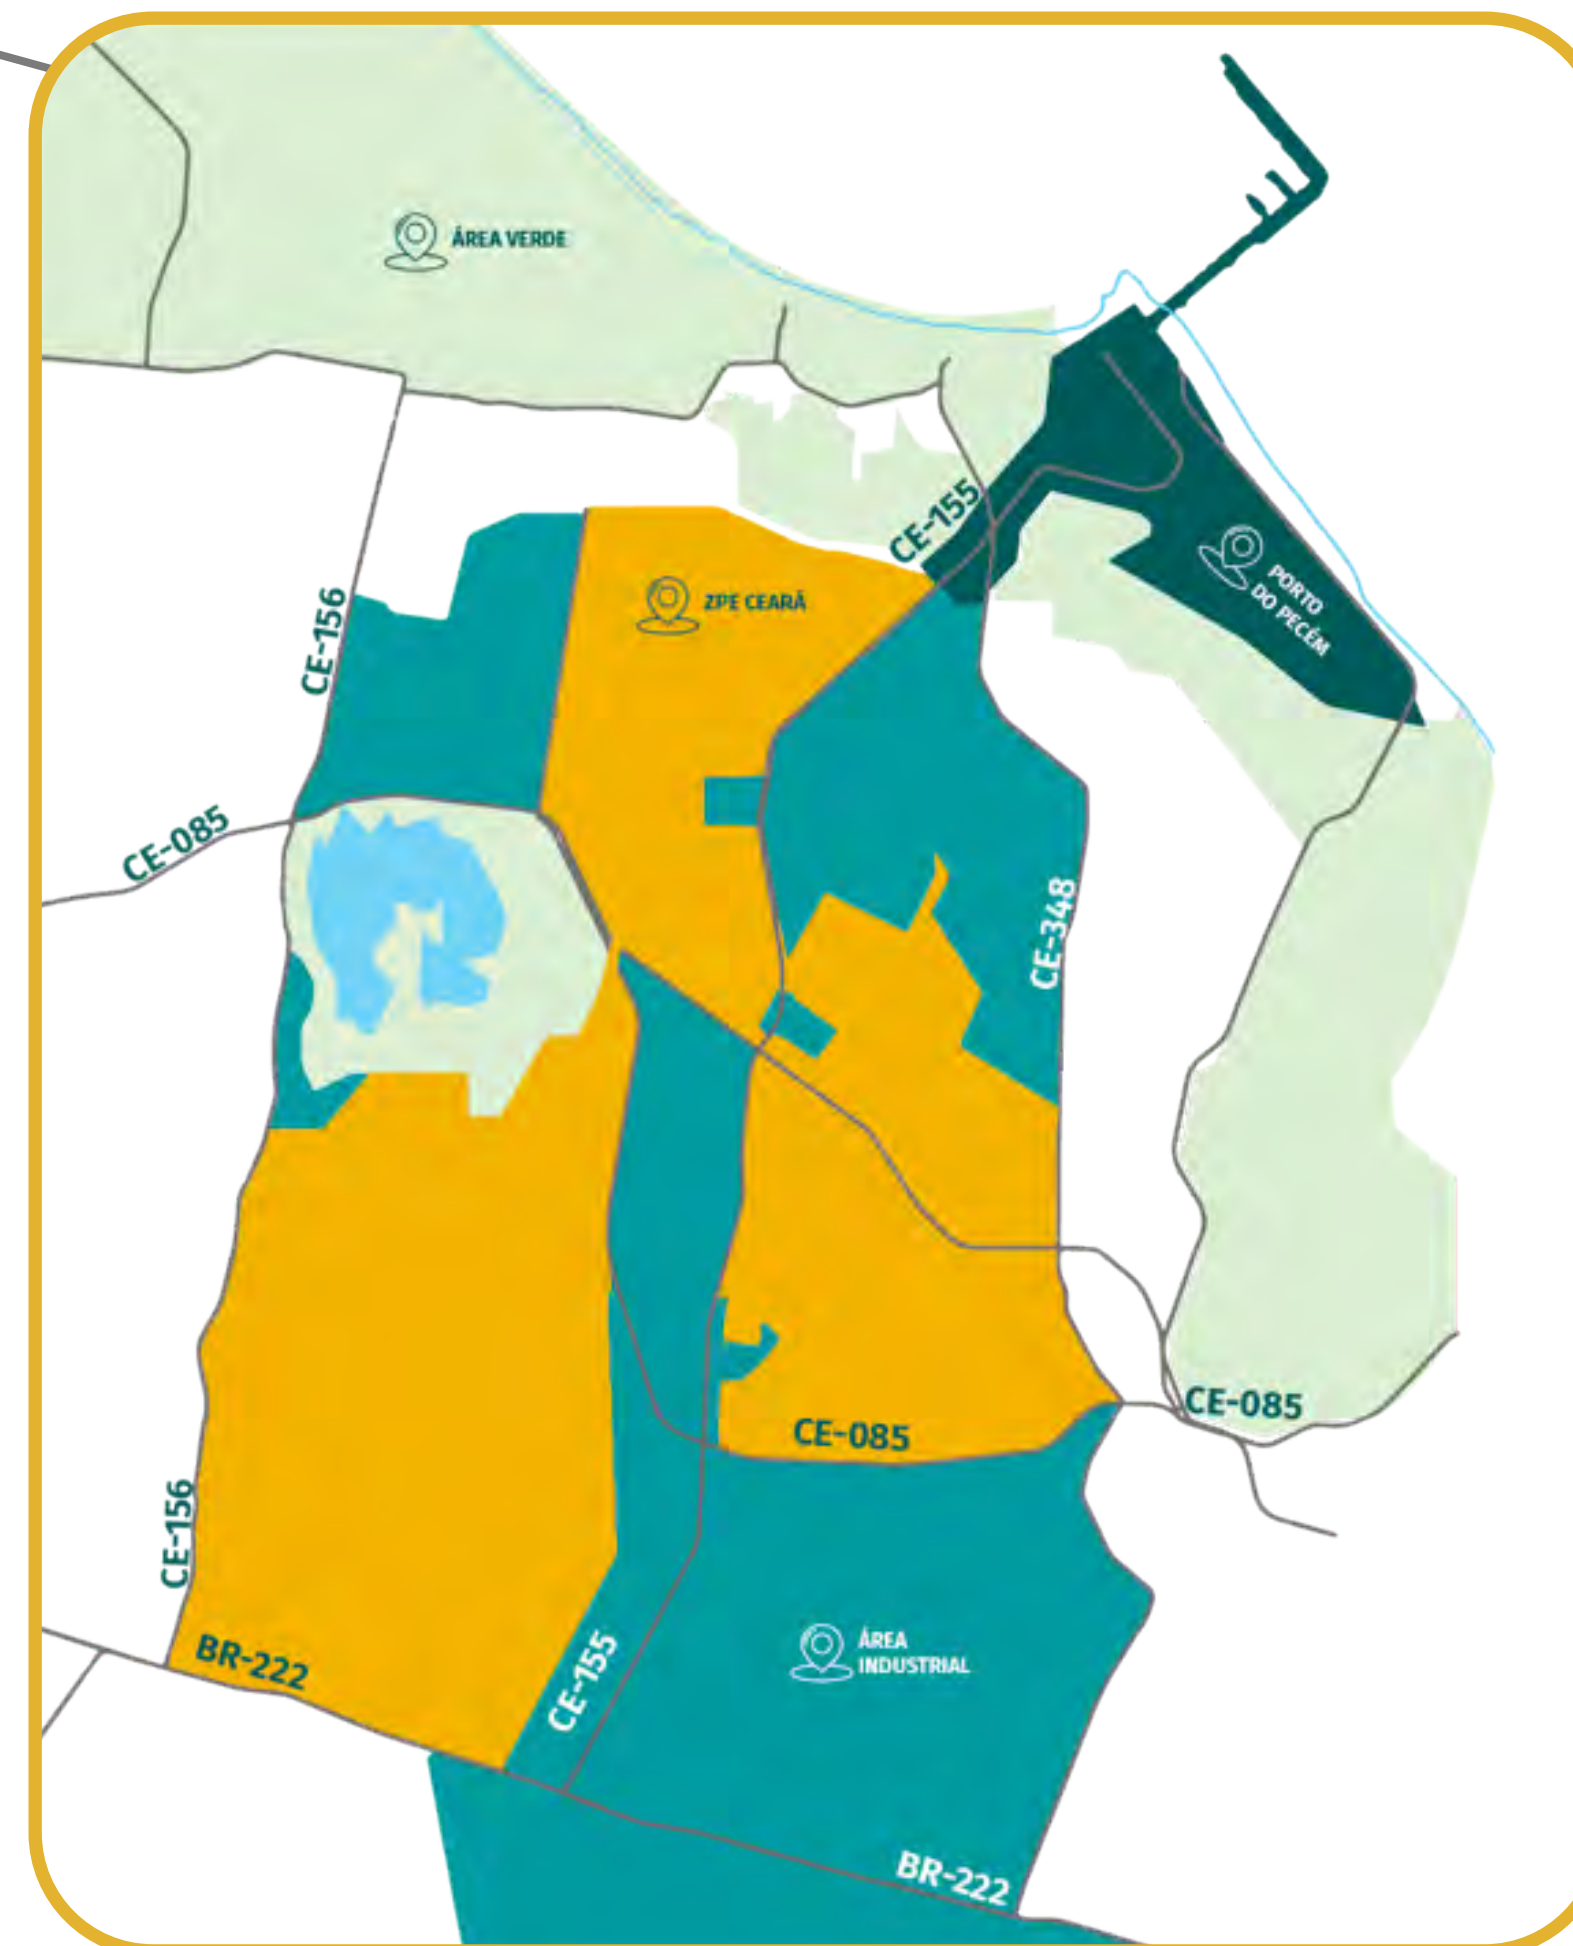 ÁREA VERDE
CE-155
PORTO
DO PECÉM
ZPE CEARÁ
CE-156
CE-085
CE-348
CE-085
CE-085
CE-156
BR-222
CE-155
ÁREA
INDUSTRIAL
BR-222